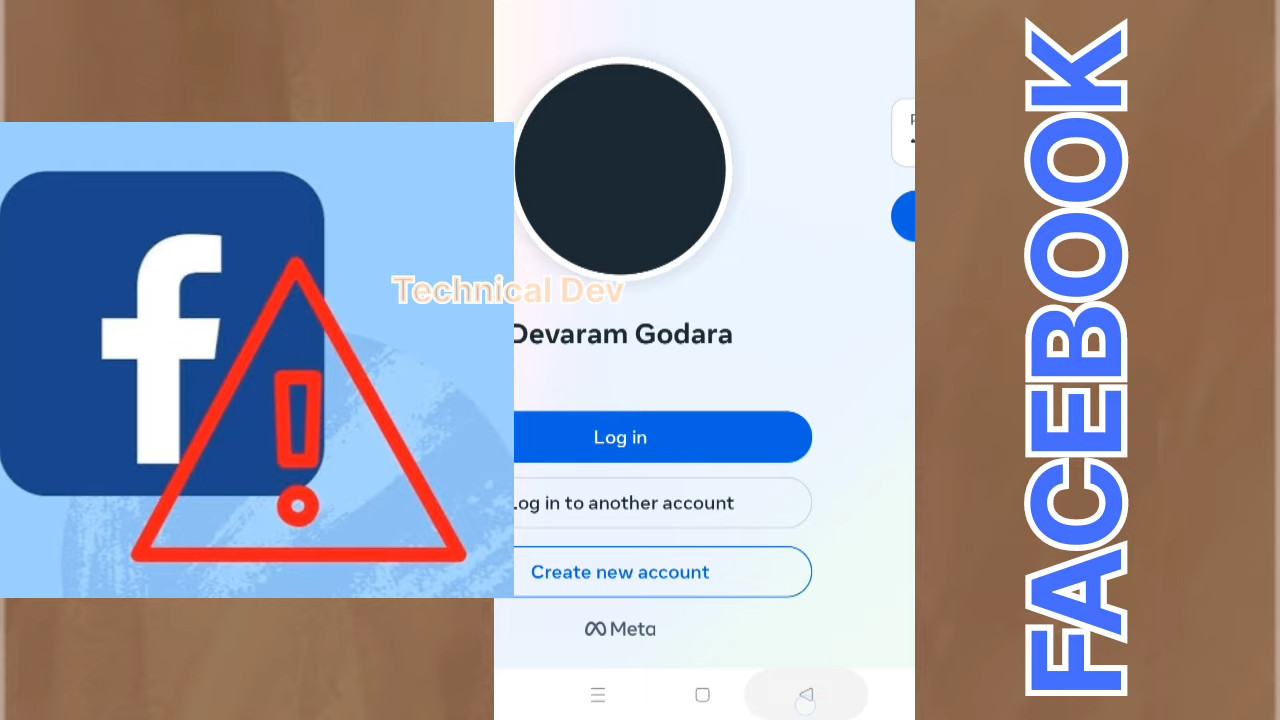 Technical Dev
Devaram Godara
Log in
Log in to another account
Create new account
Meta
FACEBOOK